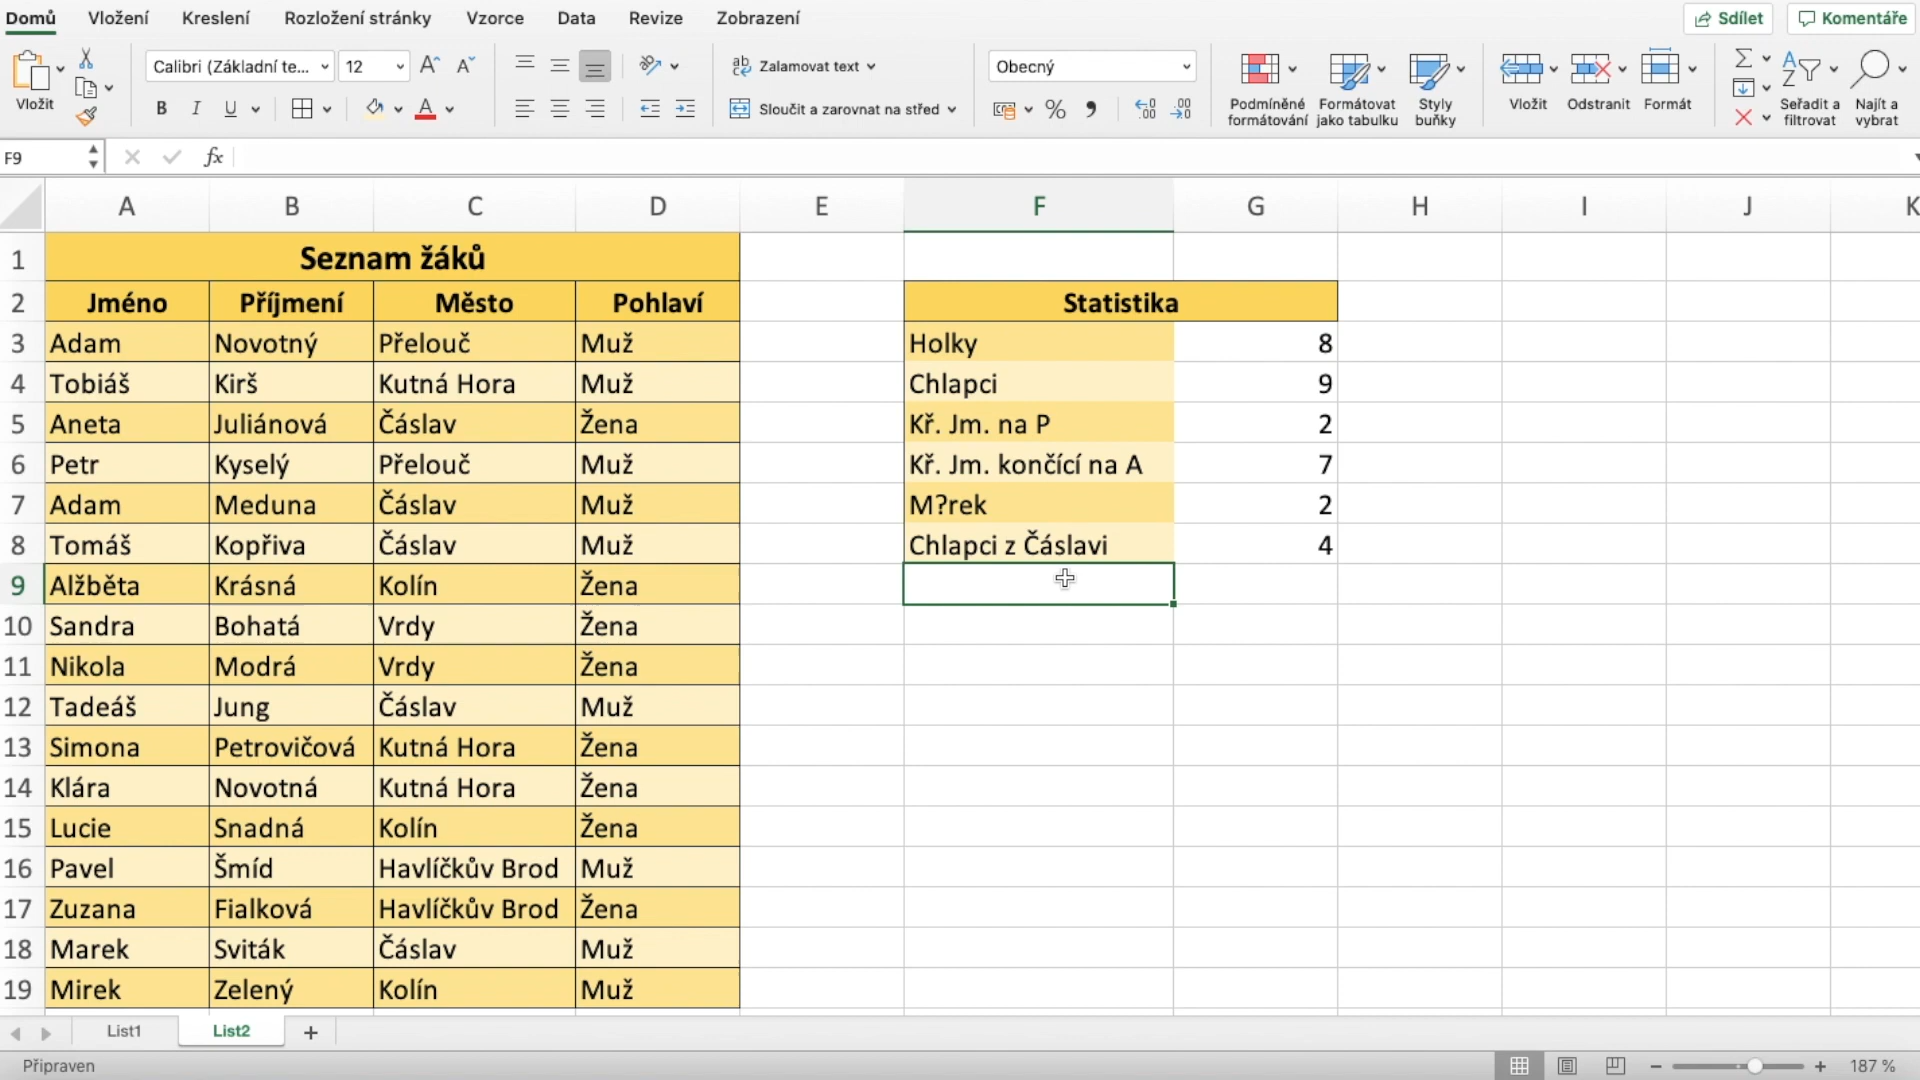 Domů Vložení Kreslení Rozložení stránky Vzorce Data Revize Zobrazení Sdílet Komentáře
Vložit Calibri (Základní te... 12 Zalamovat text Obecný
B I U A Sloučit a zarovnat na střed % Podmíněné formátování Formátovat jako tabulku Styly buňky Vložit Odstranit Formát Seřadit a filtrovat Najít a vybrat
F9 fx
A B C D E F G H I J K
1 Seznam žáků
2 Jméno Příjmení Město Pohlaví Statistika
3 Adam Novotný Přelouč Muž Holky 8
4 Tobiáš Kirš Kutná Hora Muž Chlapci 9
5 Aneta Juliánová Čáslav Žena Kř. Jm. na P 2
6 Petr Kyselý Přelouč Muž Kř. Jm. končící na A 7
7 Adam Meduna Čáslav Muž M?rek 2
8 Tomáš Kopřiva Čáslav Muž Chlapci z Čáslavi 4
9 Alžběta Krásná Kolín Žena
10 Sandra Bohatá Vrdy Žena
11 Nikola Modrá Vrdy Žena
12 Tadeáš Jung Čáslav Muž
13 Simona Petrovičová Kutná Hora Žena
14 Klára Novotná Kutná Hora Žena
15 Lucie Snadná Kolín Žena
16 Pavel Šmíd Havlíčkův Brod Muž
17 Zuzana Fialková Havlíčkův Brod Žena
18 Marek Sviták Čáslav Muž
19 Mirek Zelený Kolín Muž
List1 List2
Připraven 187 %